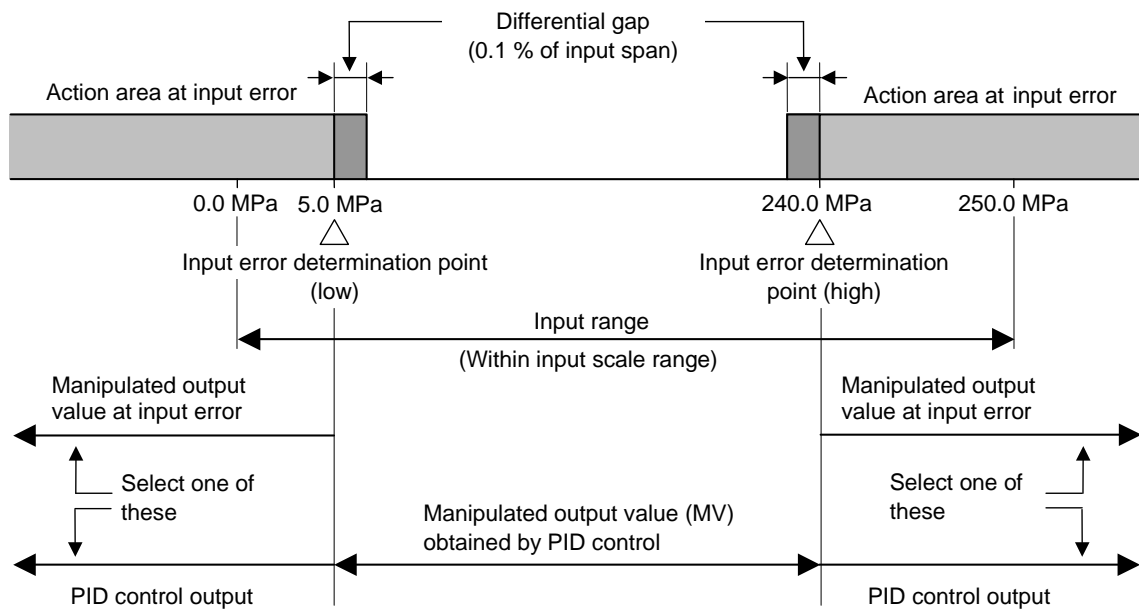 Differential gap
(0.1 % of input span)
Action area at input error
Action area at input error
0.0 MPa
5.0 MPa
240.0 MPa
250.0 MPa
Input error determination point
(low)
Input error determination
point (high)
Input range
(Within input scale range)
Manipulated output
value at input error
Manipulated output
value at input error
Select one of
these
Select one of
these
Manipulated output value (MV)
obtained by PID control
PID control output
PID control output